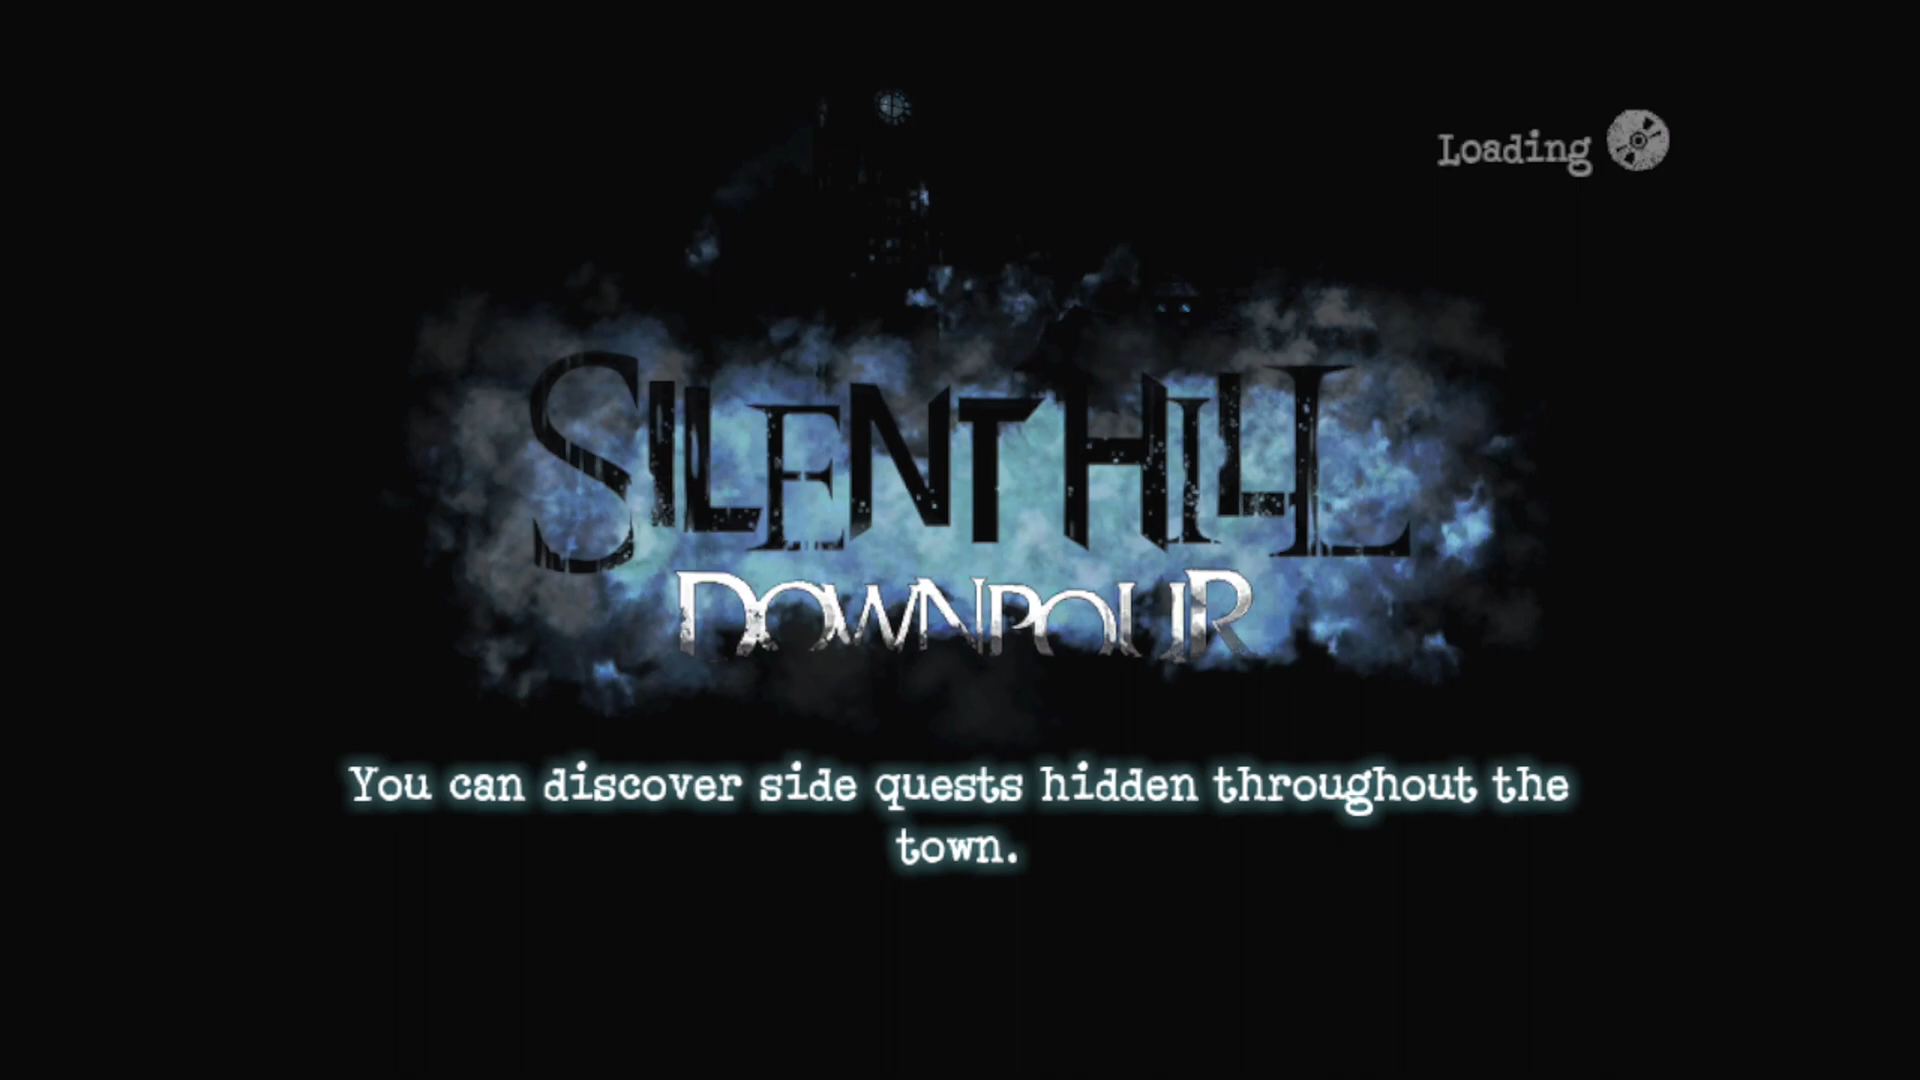 Loading
SILENT HILL
DOWNPOUR
You can discover side quests hidden throughout the
town.